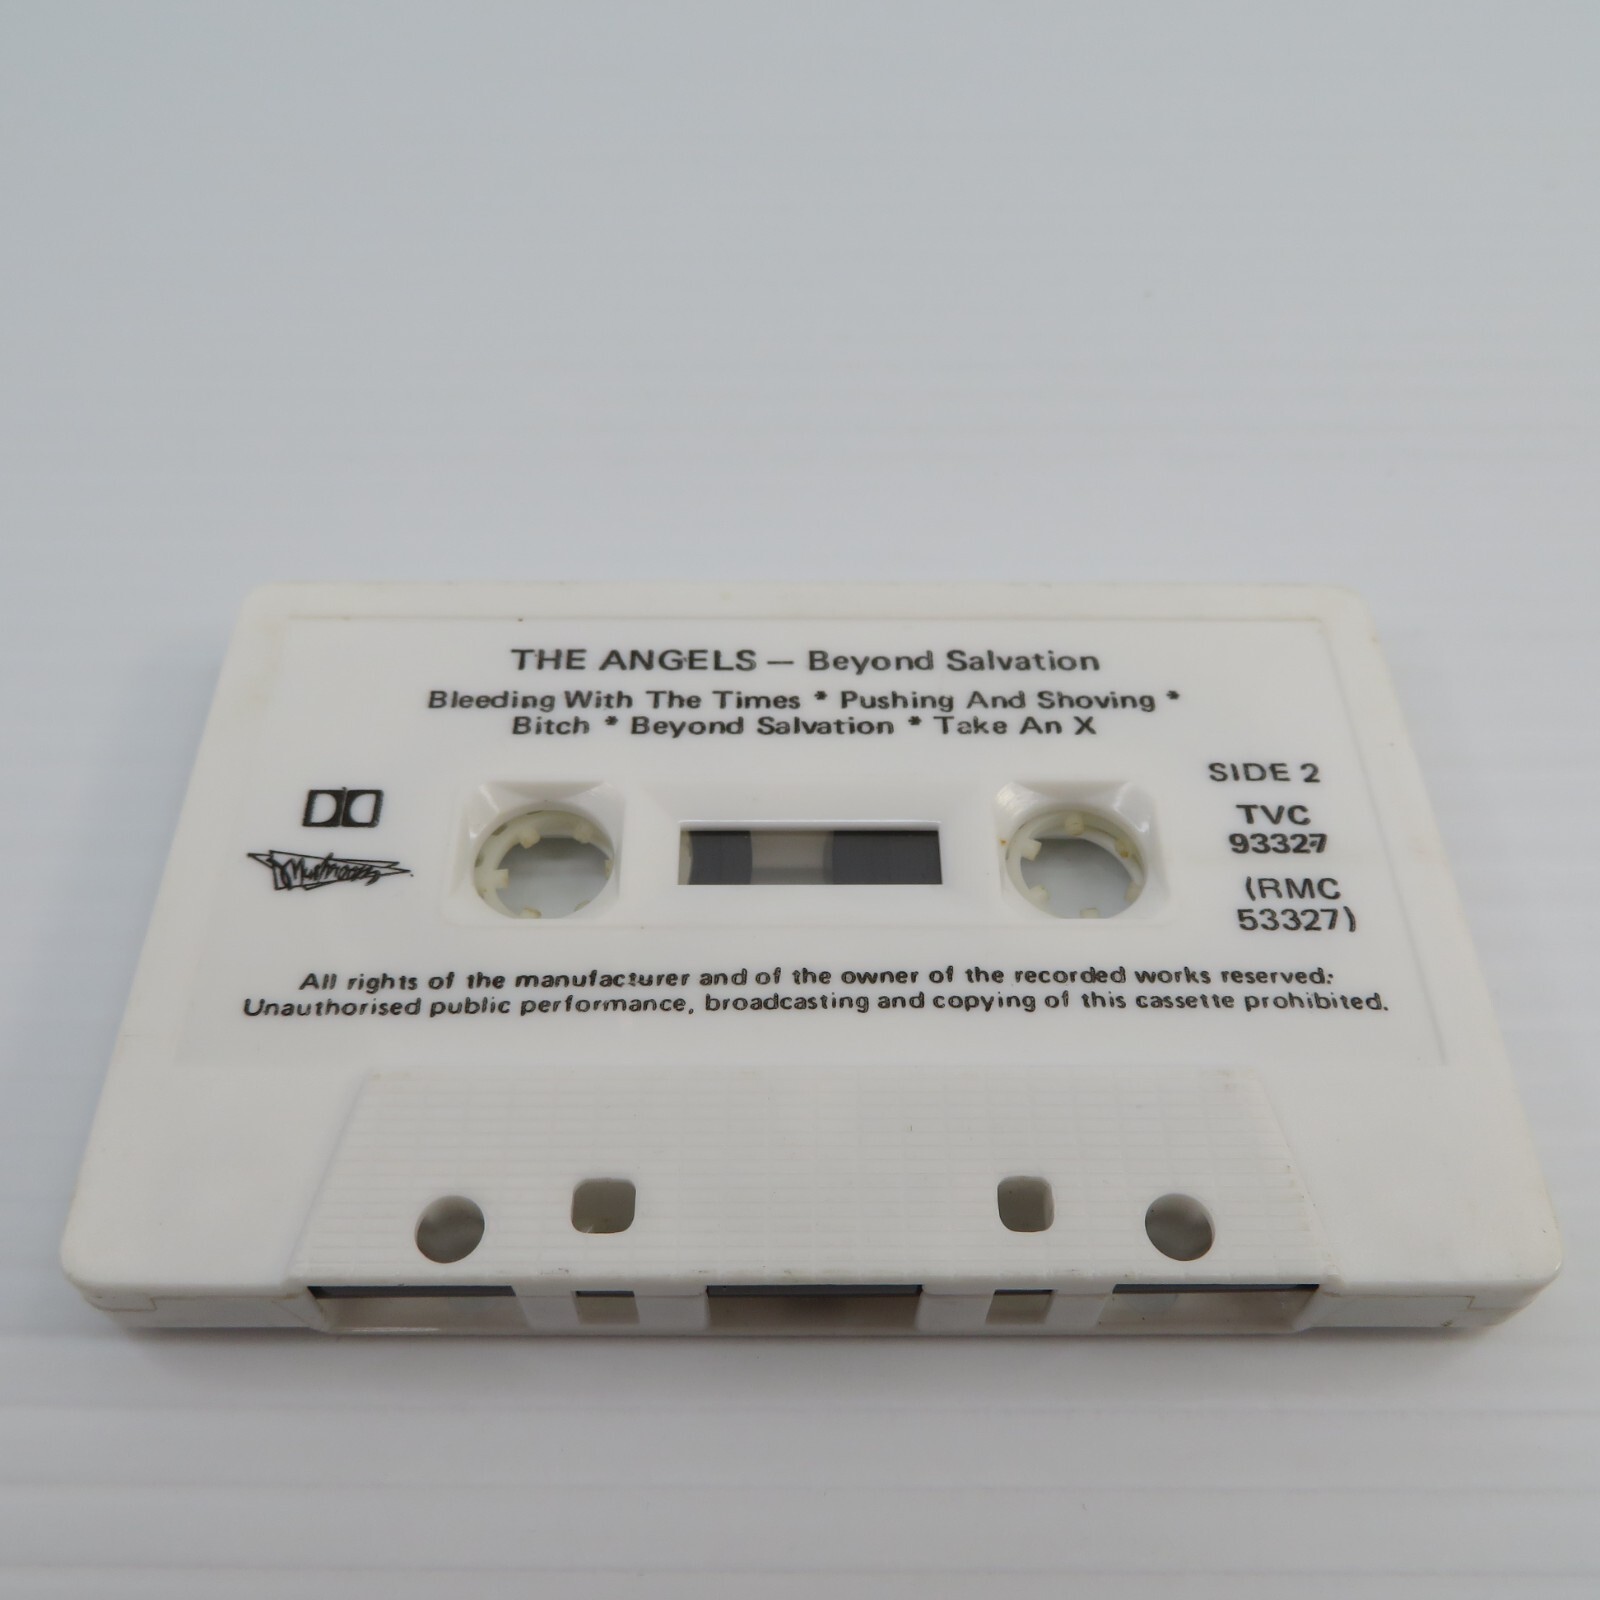 THE ANGELS — Beyond Salvation
Bleeding With The Times * Pushing And Shoving *
Bitch * Beyond Salvation * Take An X
SIDE 2
TVC
93327
(RMC
53327)
Mushroom
All rights of the manufacturer and of the owner of the recorded works reserved.
Unauthorised public performance, broadcasting and copying of this cassette prohibited.